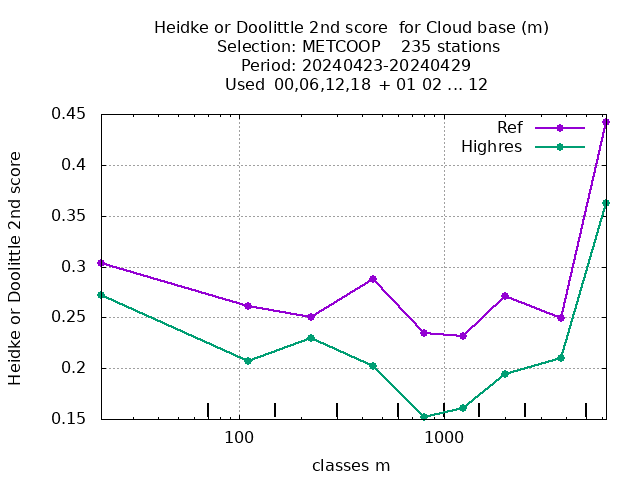 Heidke or Doolittle 2nd score  for Cloud base (m)
Selection: METCOOP    235 stations
Period: 20240423-20240429
Used  00,06,12,18 + 01 02 ... 12
Heidke or Doolittle 2nd score
0.45
0.4
0.35
0.3
0.25
0.2
0.15
Ref
Highres
100
1000
classes m